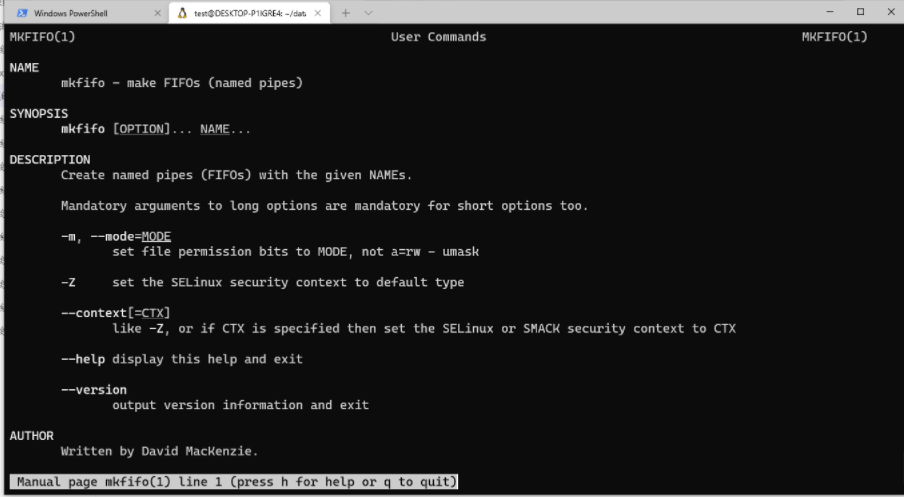 Windows PowerShell
test@DESKTOP-P1IGRE4: ~/data
MKFIFO(1) User Commands MKFIFO(1)
NAME
mkfifo - make FIFOs (named pipes)
SYNOPSIS
mkfifo [OPTION]... NAME...
DESCRIPTION
Create named pipes (FIFOs) with the given NAMEs.
Mandatory arguments to long options are mandatory for short options too.
-m, --mode=MODE
set file permission bits to MODE, not a=rw - umask
-Z set the SELinux security context to default type
--context[=CTX]
like -Z, or if CTX is specified then set the SELinux or SMACK security context to CTX
--help display this help and exit
--version
output version information and exit
AUTHOR
Written by David MacKenzie.
Manual page mkfifo(1) line 1 (press h for help or q to quit)